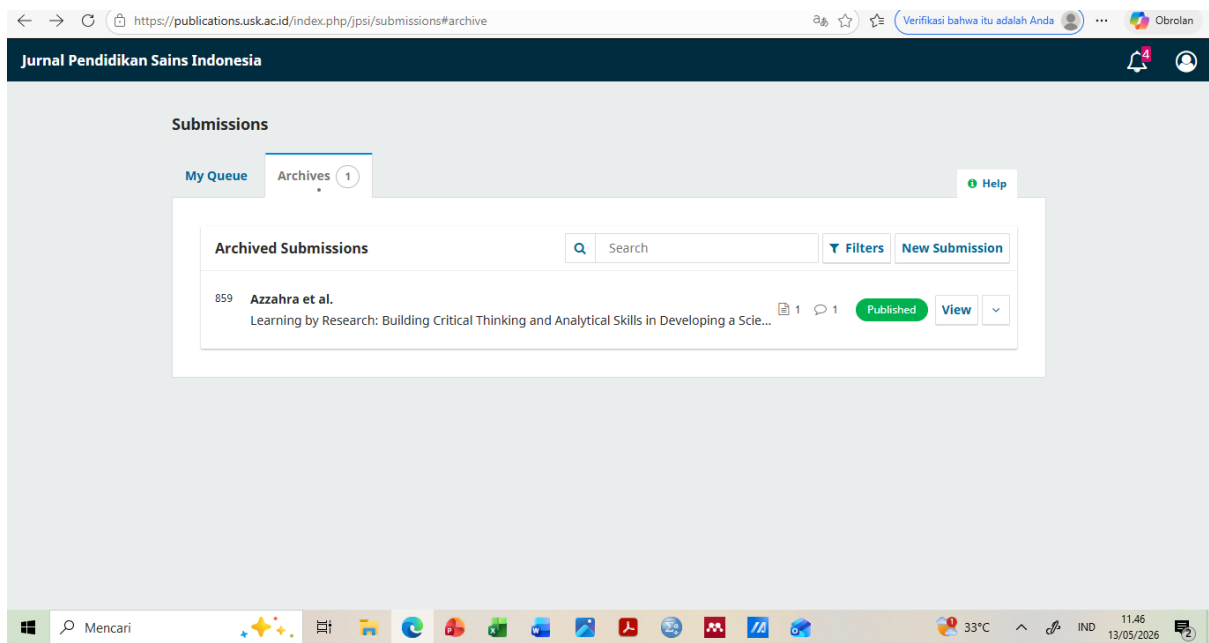 https://publications.usk.ac.id/index.php/jpsi/submissions#archive
Verifikasi bahwa itu adalah Anda
Obrolan
Jurnal Pendidikan Sains Indonesia
4
Submissions
My Queue
Archives 1
Help
Archived Submissions
Search
Filters
New Submission
859 Azzahra et al.
Learning by Research: Building Critical Thinking and Analytical Skills in Developing a Scie...
1 1 Published View
Mencari
33°C IND 11.46
13/05/2026
2